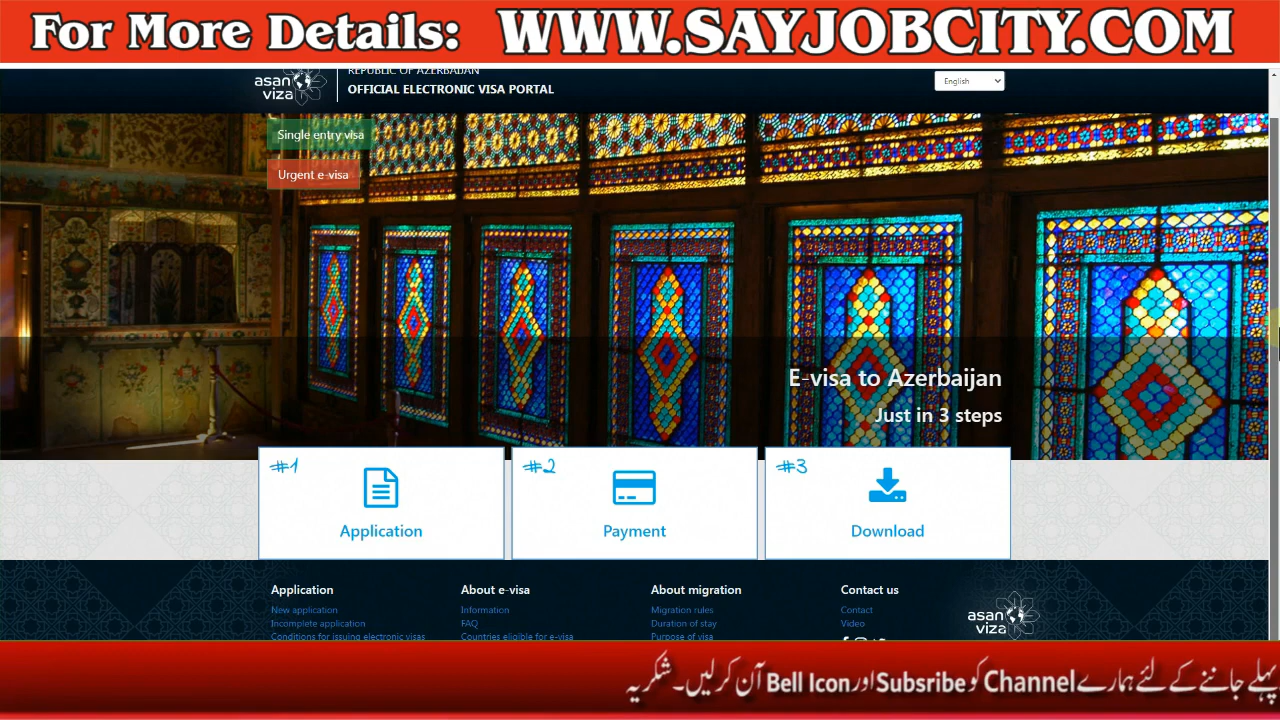 For More Details: WWW.SAYJOBCITY.COM
asan viza
REPUBLIC OF AZERBAIJAN
OFFICIAL ELECTRONIC VISA PORTAL
English
Single entry visa
Urgent e-visa
E-visa to Azerbaijan
Just in 3 steps
#1
Application
#2
Payment
#3
Download
Application
New application
Incomplete application
Conditions for issuing electronic visas
About e-visa
Information
FAQ
Countries eligible for e-visa
About migration
Migration rules
Duration of stay
Purpose of visa
Contact us
Contact
Video
asan viza
پہلے جاننے کے لئے ہمارے Channel کو Subsribe اور Bell Icon آن کرلیں۔ شکریہ